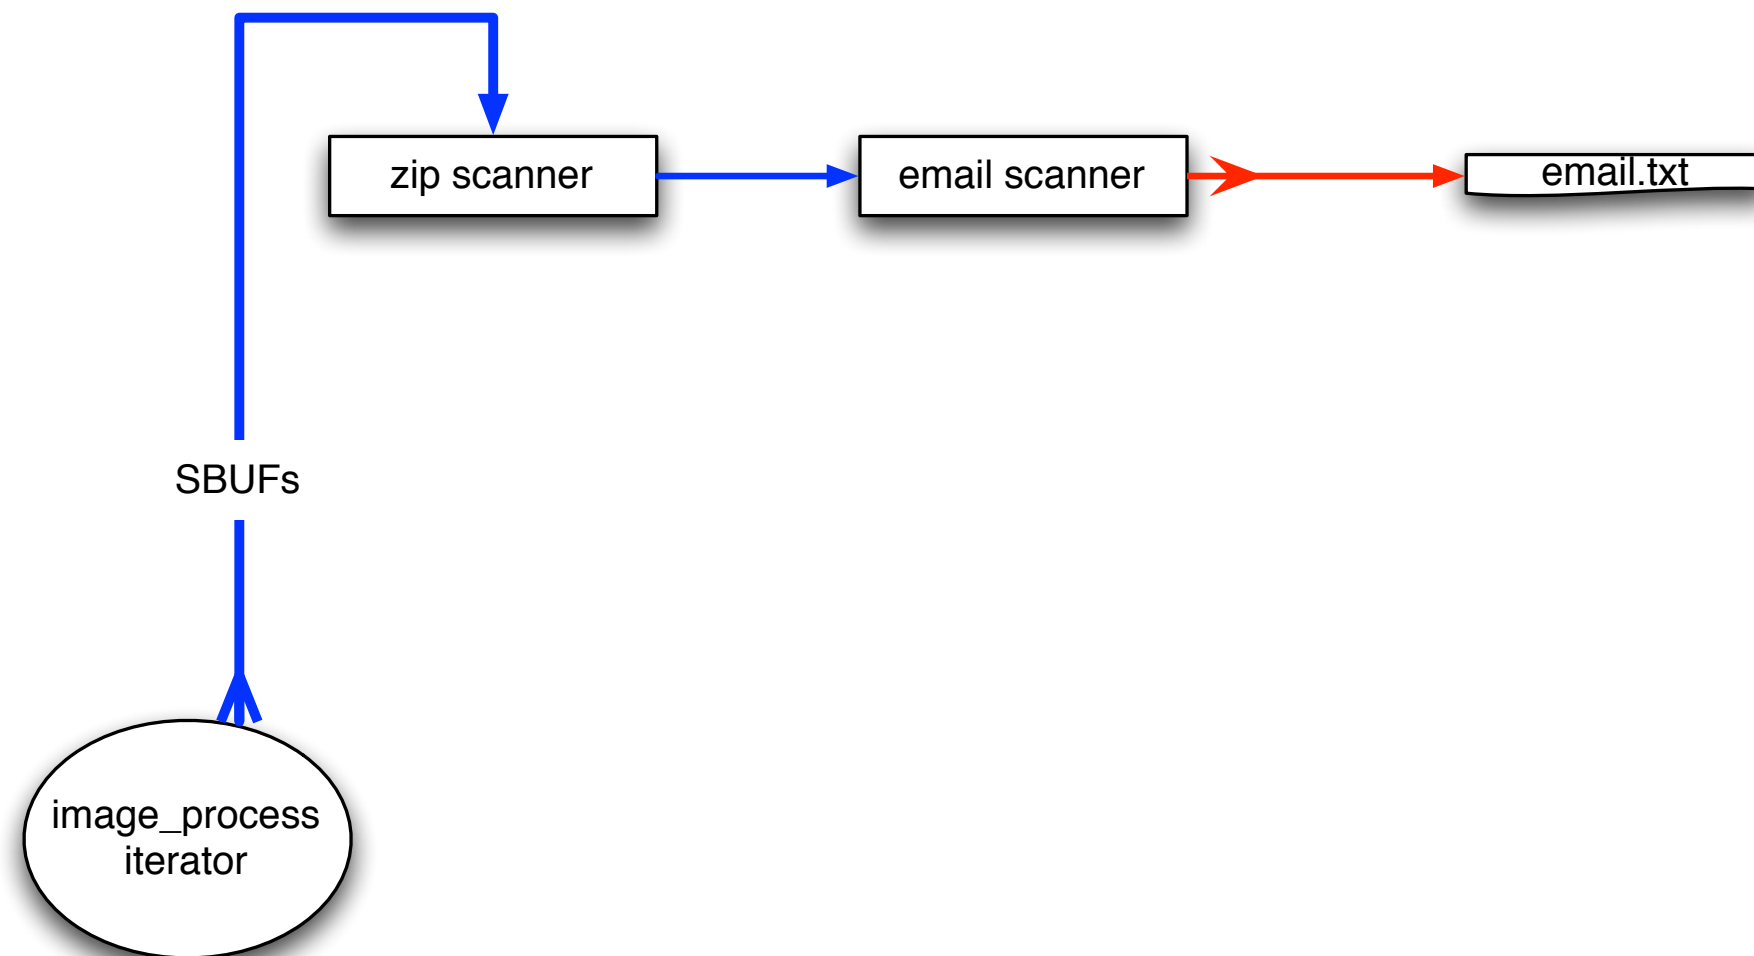 zip scanner
email scanner
email.txt
SBUFs
image_process
iterator